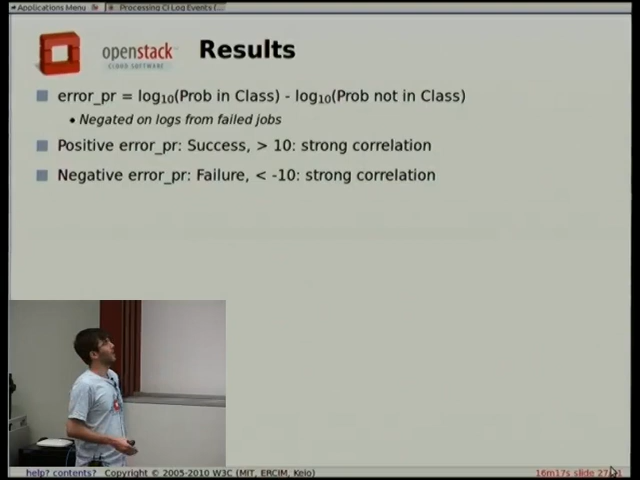 Applications Menu
Processing CI Log Events (...
openstack
CLOUD SOFTWARE
Results
error_pr = log10(Prob in Class) - log10(Prob not in Class)
• Negated on logs from failed jobs
Positive error_pr: Success, > 10: strong correlation
Negative error_pr: Failure, < -10: strong correlation
help? contents? Copyright © 2005-2010 W3C (MIT, ERCIM, Keio)
16m17s slide 27